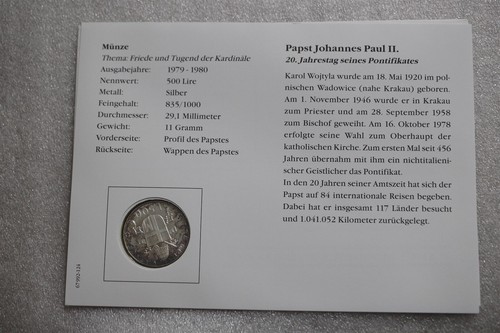 Münze
Thema: Friede und Tugend der Kardinäle
Ausgabejahre: 1979 - 1980
Nennwert: 500 Lire
Metall: Silber
Feingehalt: 835/1000
Durchmesser: 29,1 Millimeter
Gewicht: 11 Gramm
Vorderseite: Profil des Papstes
Rückseite: Wappen des Papstes
Papst Johannes Paul II.
20. Jahrestag seines Pontifikates
Karol Wojtyla wurde am 18. Mai 1920 im pol-
nischen Wadowice (nahe Krakau) geboren.
Am 1. November 1946 wurde er in Krakau
zum Priester und am 28. September 1958
zum Bischof geweiht. Am 16. Oktober 1978
erfolgte seine Wahl zum Oberhaupt der
katholischen Kirche. Zum ersten Mal seit 456
Jahren übernahm mit ihm ein nichtitalieni-
scher Geistlicher das Pontifikat.
In den 20 Jahren seiner Amtszeit hat sich der
Papst auf 84 internationale Reisen begeben.
Dabei hat er insgesamt 117 Länder besucht
und 1.041.052 Kilometer zurückgelegt.